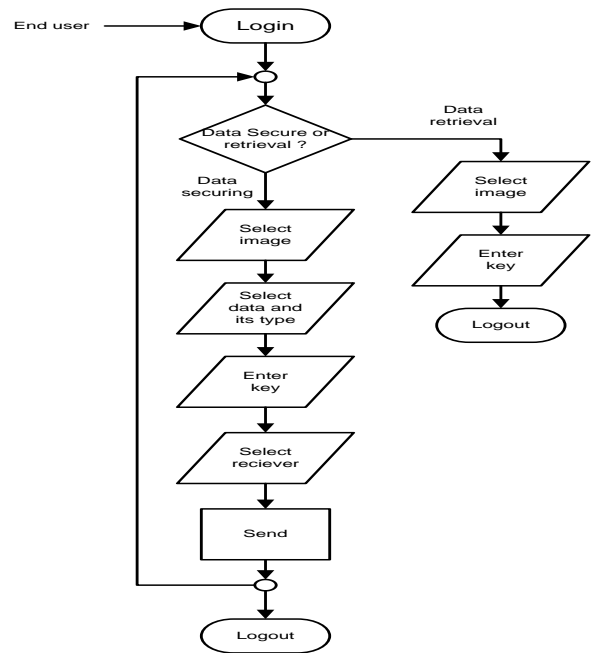 End user
Login
Data Secure or
retrieval ?
Data
retrieval
Data
securing
Select
image
Select
data and
its type
Enter
key
Select
reciever
Send
Logout
Select
image
Enter
key
Logout